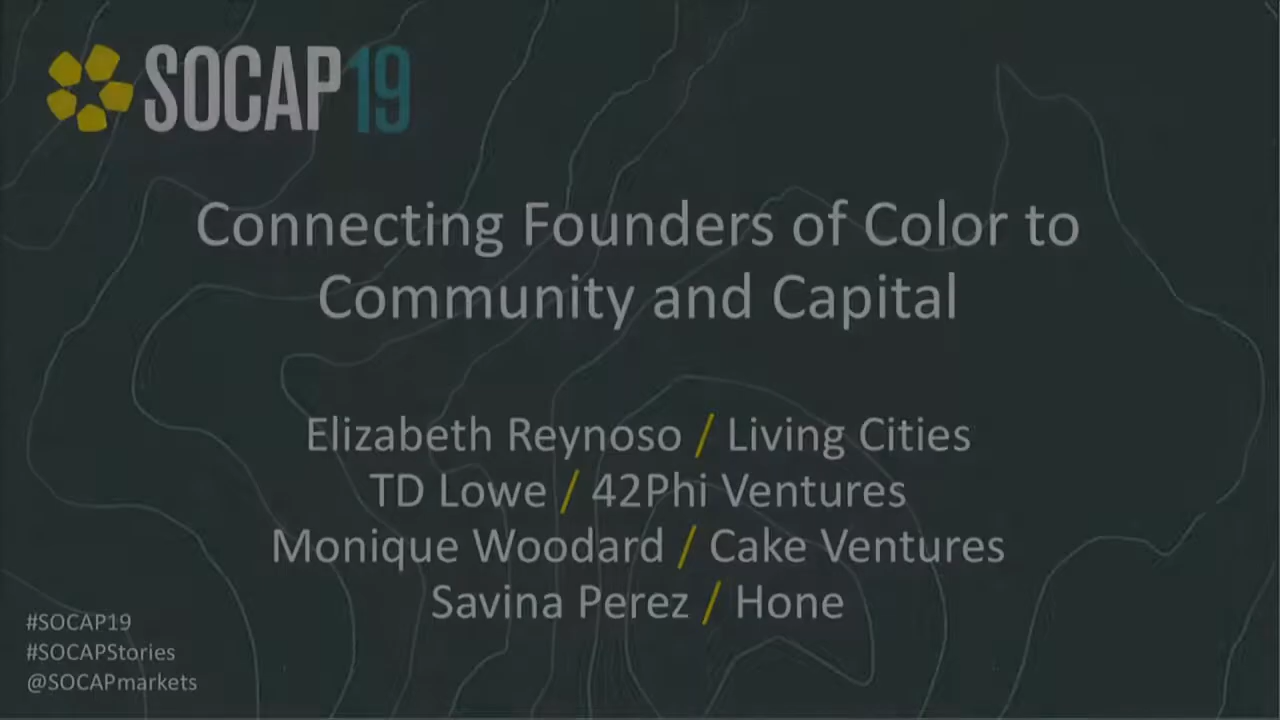 SOCAP19
Connecting Founders of Color to
Community and Capital
Elizabeth Reynoso / Living Cities
TD Lowe / 42Phi Ventures
Monique Woodard / Cake Ventures
Savina Perez / Hone
#SOCAP19
#SOCAPStories
@SOCAPmarkets